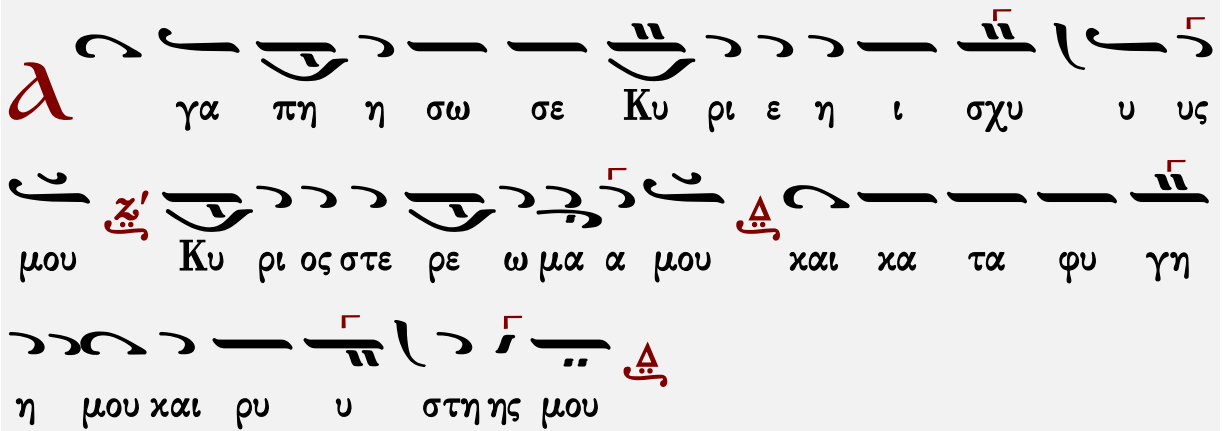 α γα πη η σω σε Κυ ρι ε η ι σχυ υ υς
μου ζʹ Κυ ρι ος στε ρε ω μα α μου Δ και κα τα φυ γη
η μου και ρυ υ στη ης μου Δ